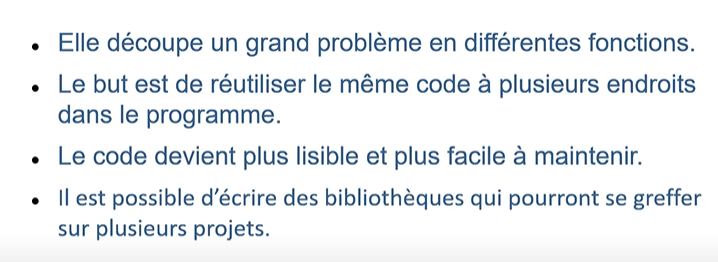 • Elle découpe un grand problème en différentes fonctions.
• Le but est de réutiliser le même code à plusieurs endroits
dans le programme.
• Le code devient plus lisible et plus facile à maintenir.
• Il est possible d’écrire des bibliothèques qui pourront se greffer
sur plusieurs projets.